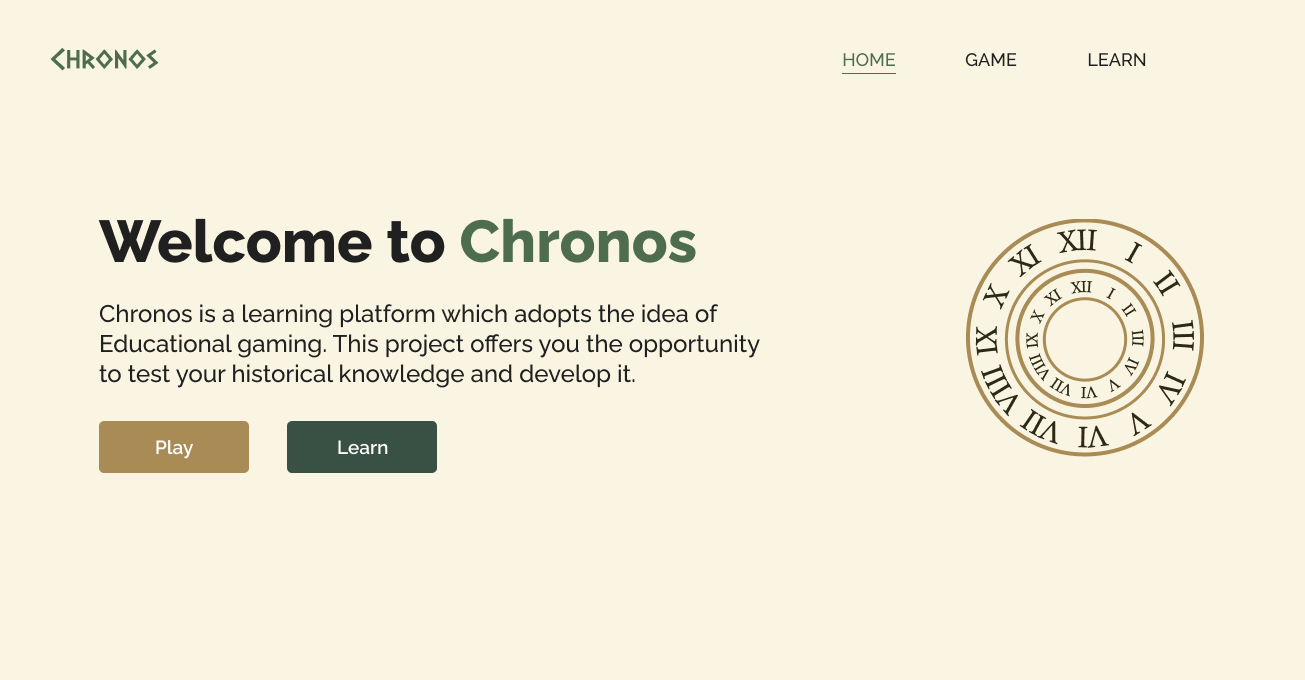 CHRONOS
HOME GAME LEARN
Welcome to Chronos
Chronos is a learning platform which adopts the idea of
Educational gaming. This project offers you the opportunity
to test your historical knowledge and develop it.
Play Learn
XII I II III IV V VI VII VIII IX X XI
XII I II III IV V VI VII VIII IX X XI